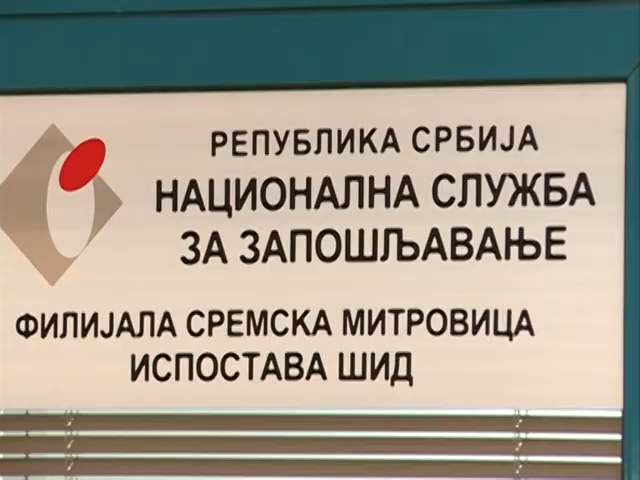 РЕПУБЛИКА СРБИЈА
НАЦИОНАЛНА СЛУЖБА
ЗА ЗАПОШЉАВАЊЕ
ФИЛИЈАЛА СРЕМСКА МИТРОВИЦА
ИСПОСТАВА ШИД